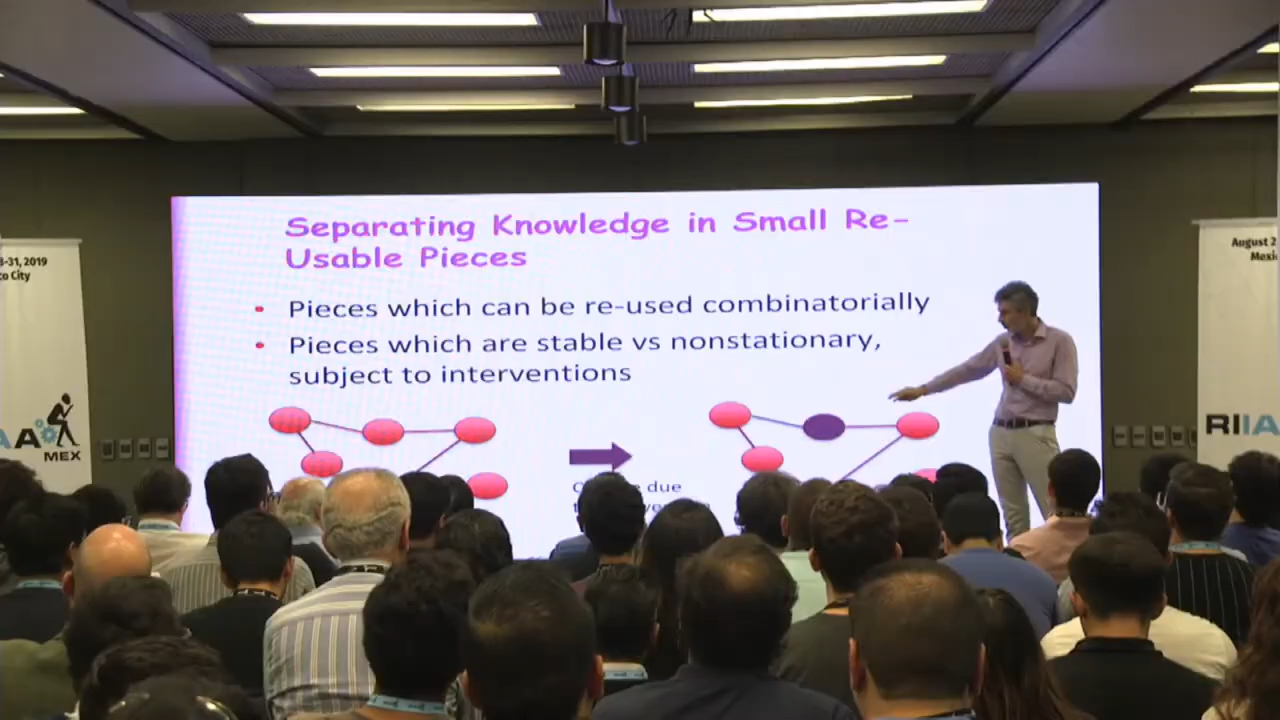 Separating Knowledge in Small Re-
Usable Pieces
• Pieces which can be re-used combinatorially
• Pieces which are stable vs nonstationary,
subject to interventions
due
-31, 2019
City
MEX
August 2
RIIA